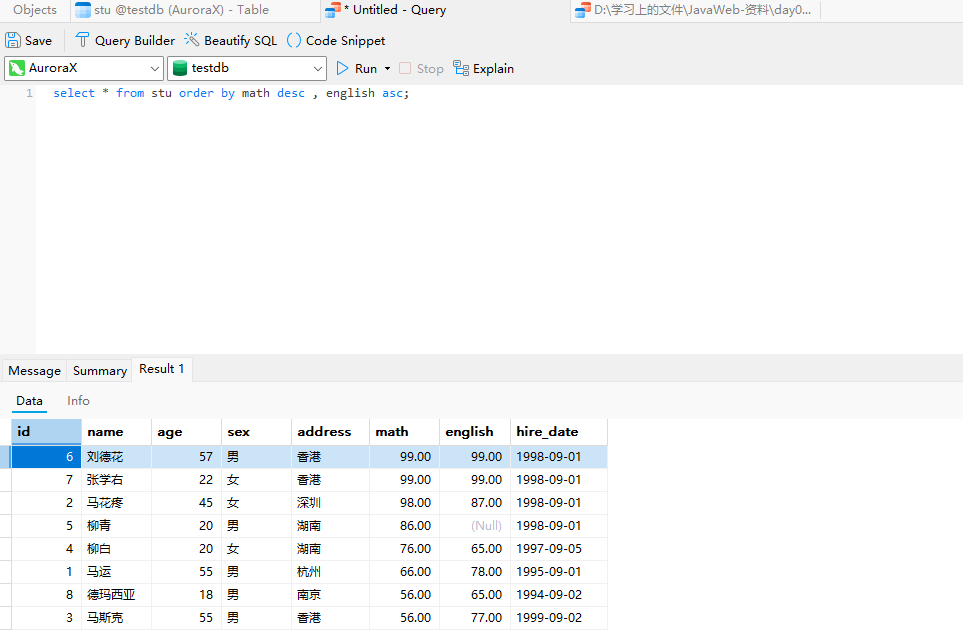 Objects stu @testdb (AuroraX) - Table * Untitled - Query D:\学习上的文件\JavaWeb-资料\day0...
Save Query Builder Beautify SQL () Code Snippet
AuroraX testdb Run Stop Explain
1 select * from stu order by math desc , english asc;
Message Summary Result 1
Data Info
id name age sex address math english hire_date
6 刘德花 57 男 香港 99.00 99.00 1998-09-01
7 张学右 22 女 香港 99.00 99.00 1998-09-01
2 马花疼 45 女 深圳 98.00 87.00 1998-09-01
5 柳青 20 男 湖南 86.00 (Null) 1998-09-01
4 柳白 20 女 湖南 76.00 65.00 1997-09-05
1 马运 55 男 杭州 66.00 78.00 1995-09-01
8 德玛西亚 18 男 南京 56.00 65.00 1994-09-02
3 马斯克 55 男 香港 56.00 77.00 1999-09-02